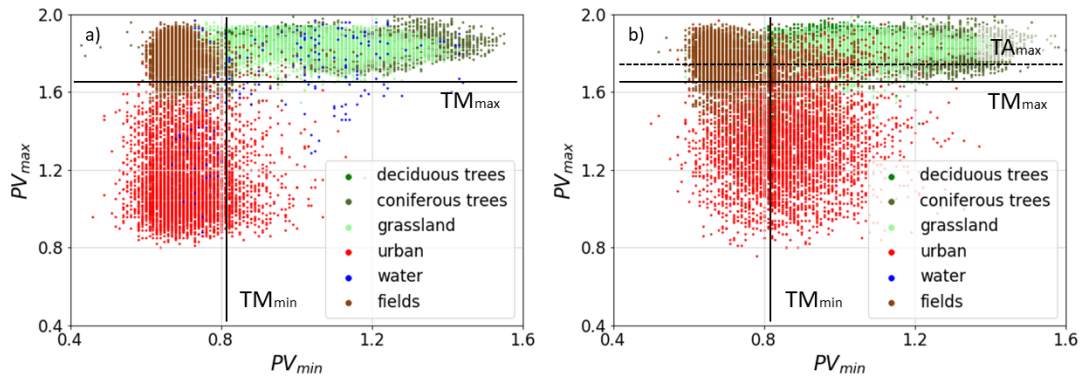 a)
2.0
1.6
1.2
0.8
0.4
PVmax
TMmax
TMmin
deciduous trees
coniferous trees
grassland
urban
water
fields
0.4 0.8 1.2 1.6
PVmin
b)
2.0
1.6
1.2
0.8
0.4
PVmax
TAmax
TMmax
TMmin
deciduous trees
coniferous trees
grassland
urban
water
fields
0.4 0.8 1.2 1.6
PVmin